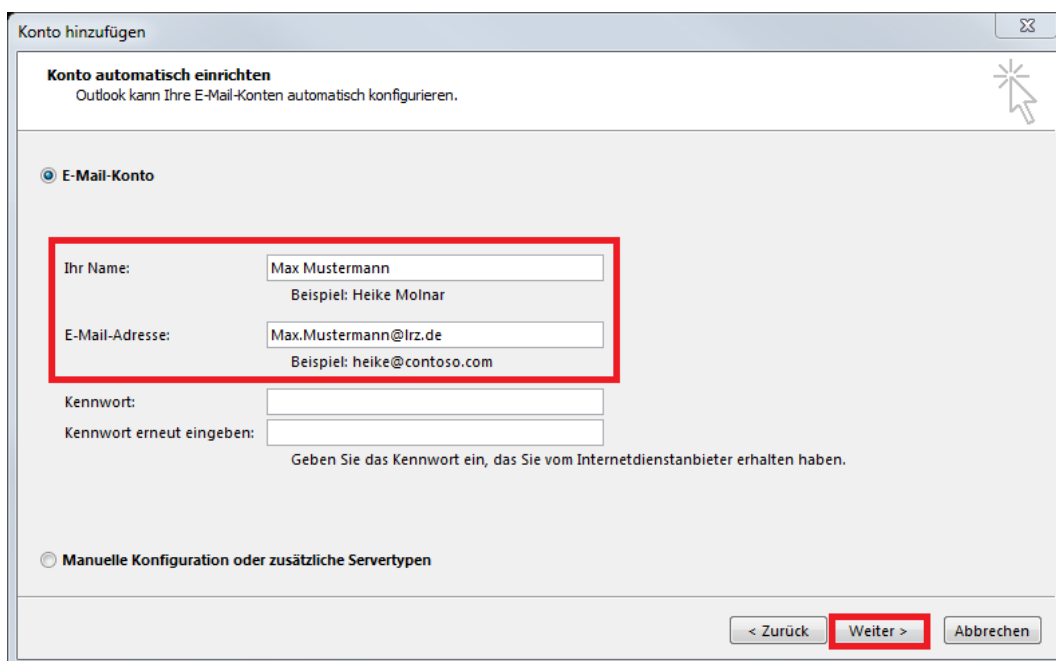 Konto hinzufügen
Konto automatisch einrichten
Outlook kann Ihre E-Mail-Konten automatisch konfigurieren.
E-Mail-Konto
Ihr Name: Max Mustermann
Beispiel: Heike Molnar
E-Mail-Adresse: Max.Mustermann@lrz.de
Beispiel: heike@contoso.com
Kennwort:
Kennwort erneut eingeben:
Geben Sie das Kennwort ein, das Sie vom Internetdienstanbieter erhalten haben.
Manuelle Konfiguration oder zusätzliche Servertypen
< Zurück Weiter > Abbrechen